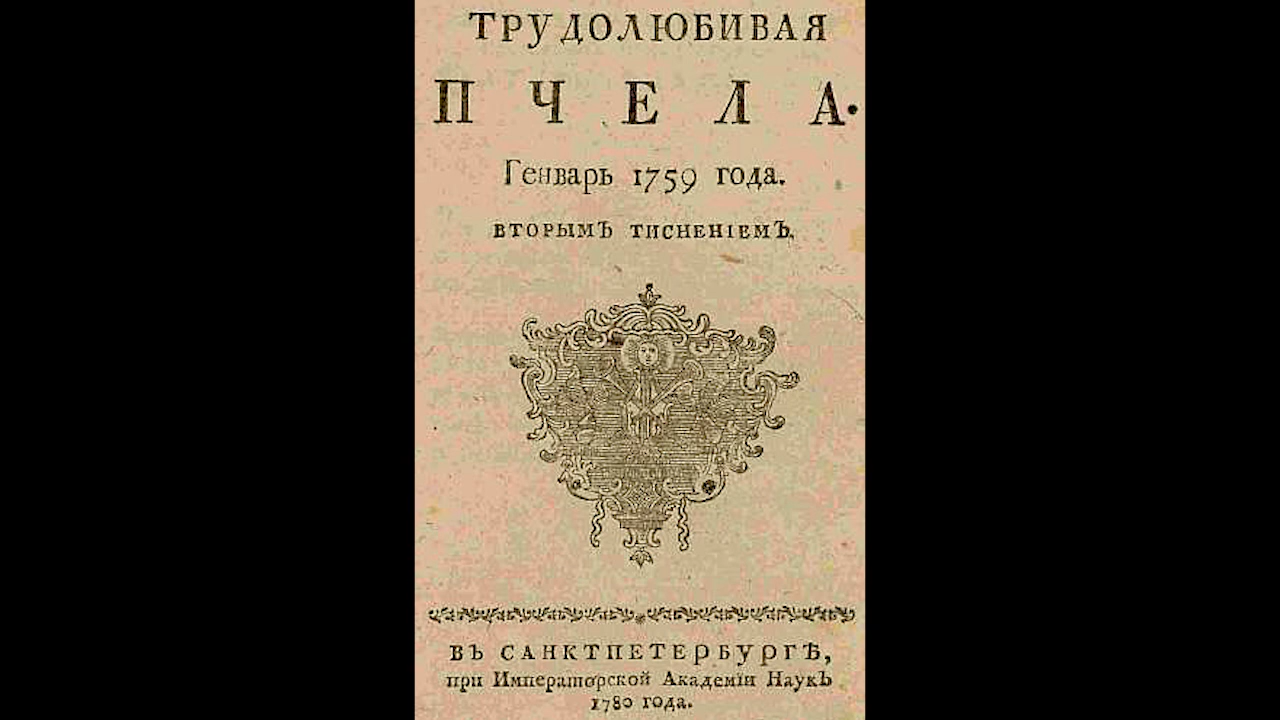 ТРУДОЛЮБИВАЯ
ПЧЕЛА.
Генварь 1759 года.
ВТОРЫМЪ ТИСНЕНІЕМЪ.
ВЪ САНКТПЕТЕРБУРГѢ,
при Императорской Академіи Наукъ
1780 года.